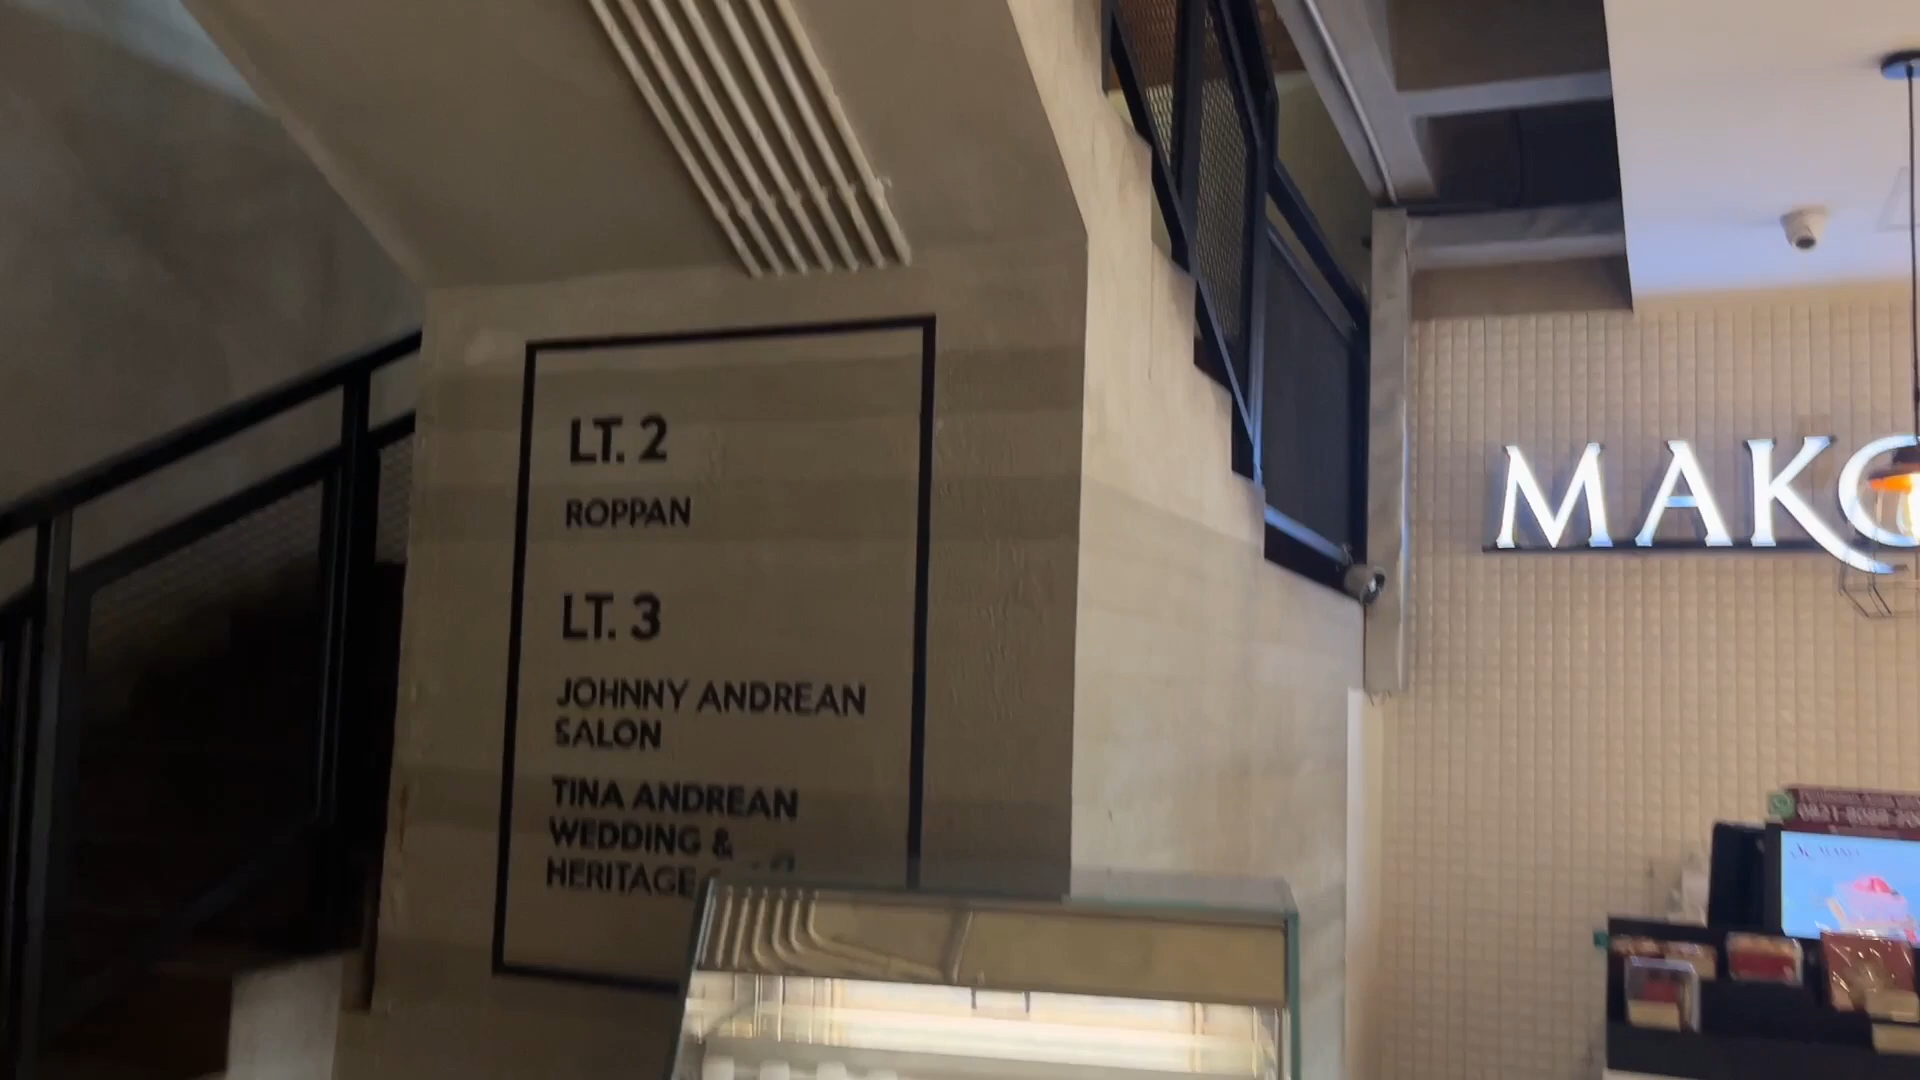 LT. 2
ROPPAN
LT. 3
JOHNNY ANDREAN
SALON
TINA ANDREAN
WEDDING &
HERITAGE
MAKO